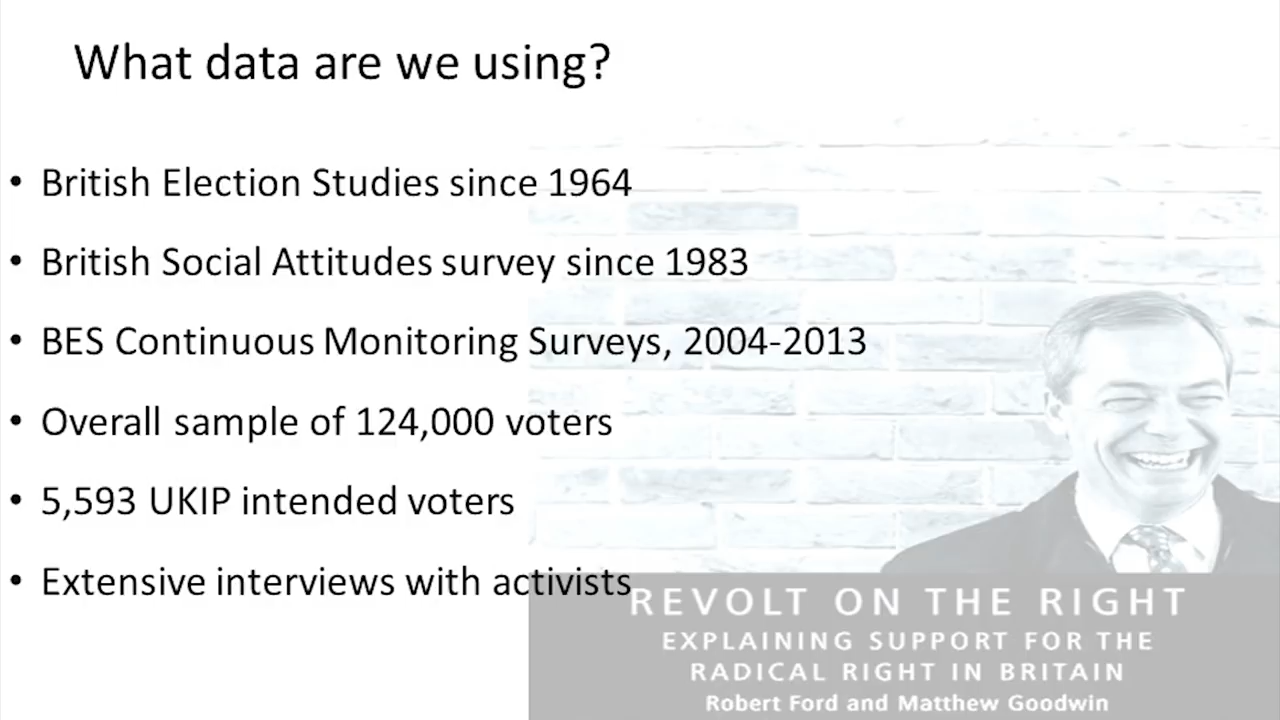 What data are we using?
• British Election Studies since 1964
• British Social Attitudes survey since 1983
• BES Continuous Monitoring Surveys, 2004-2013
• Overall sample of 124,000 voters
• 5,593 UKIP intended voters
• Extensive interviews with activists
REVOLT ON THE RIGHT
EXPLAINING SUPPORT FOR THE
RADICAL RIGHT IN BRITAIN
Robert Ford and Matthew Goodwin